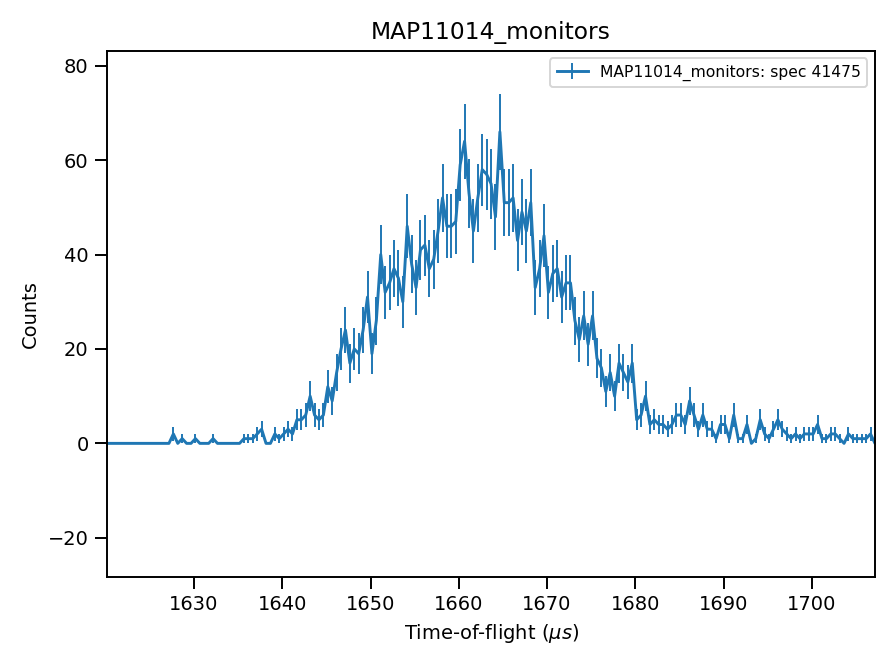 MAP11014_monitors
MAP11014_monitors: spec 41475
80
60
40
20
0
−20
Counts
1630 1640 1650 1660 1670 1680 1690 1700
Time-of-flight (μs)